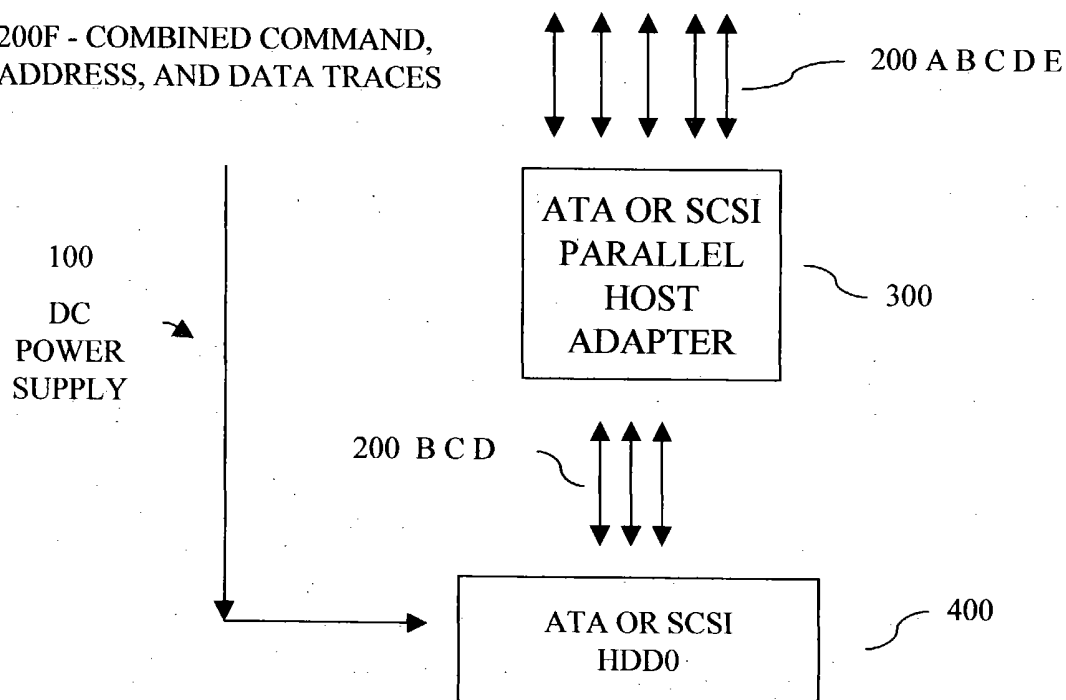 200F - COMBINED COMMAND,
ADDRESS, AND DATA TRACES
200 A B C D E
ATA OR SCSI
PARALLEL
HOST
ADAPTER
300
100
DC
POWER
SUPPLY
200 B C D
ATA OR SCSI
HDD0
400